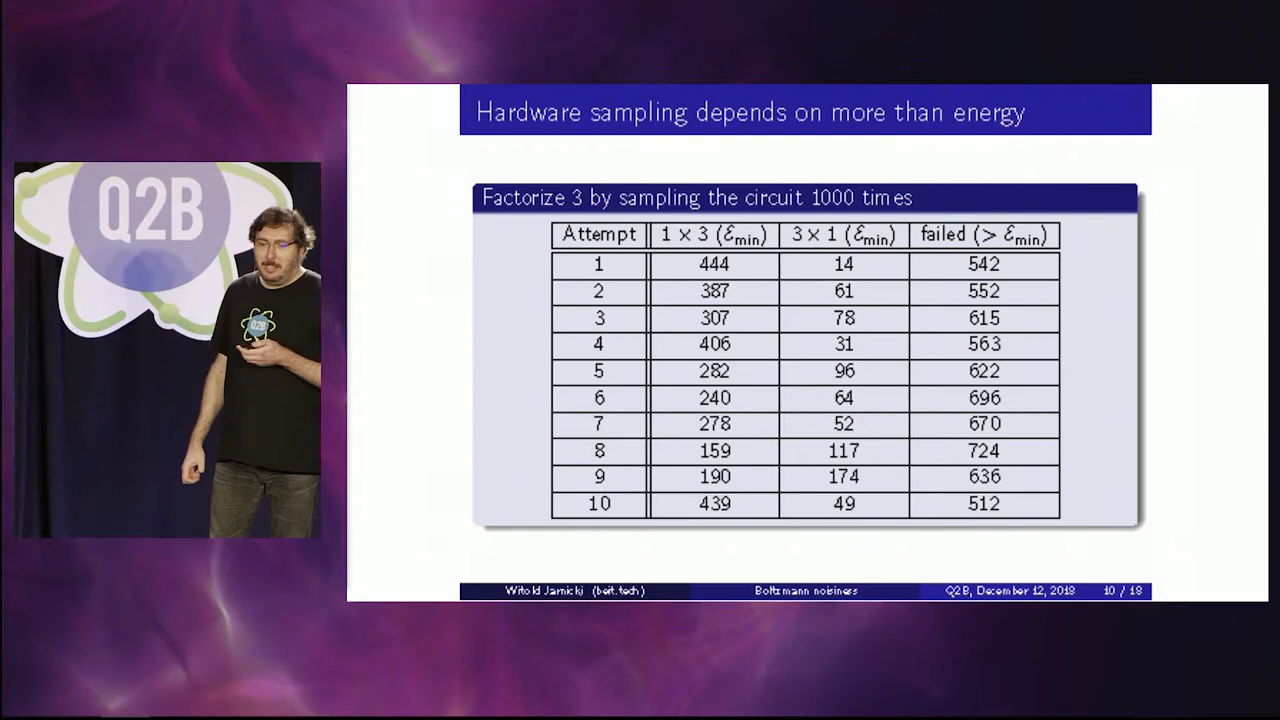 Hardware sampling depends on more than energy
Q2B
Q2B
Factorize 3 by sampling the circuit 1000 times
Attempt 1 × 3 (ℰmin) 3 × 1 (ℰmin) failed (> ℰmin)
1 444 14 542
2 387 61 552
3 307 78 615
4 406 31 563
5 282 96 622
6 240 64 696
7 278 52 670
8 159 117 724
9 190 174 636
10 439 49 512
Witold Jarnicki (beit.tech) Boltzmann noisiness Q2B, December 12, 2018 10 / 18